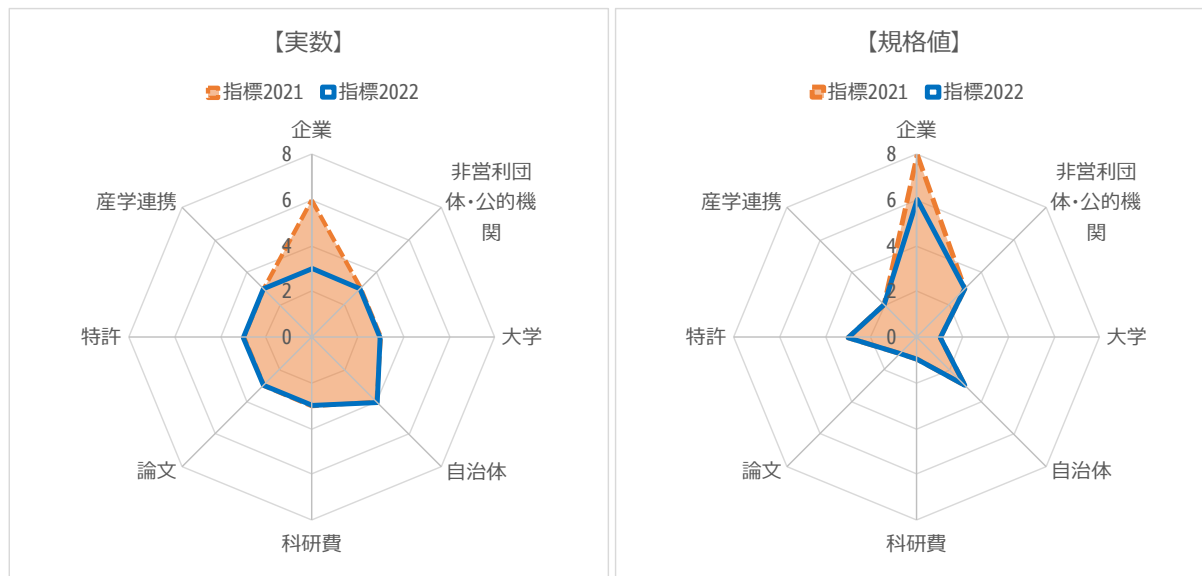 【実数】
指標2021 指標2022
企業
8
6
4
2
0
非営利団
体・公的機
関
大学
自治体
科研費
論文
特許
産学連携
【規格値】
指標2021 指標2022
企業
8
6
4
2
0
非営利団
体・公的機
関
大学
自治体
科研費
論文
特許
産学連携